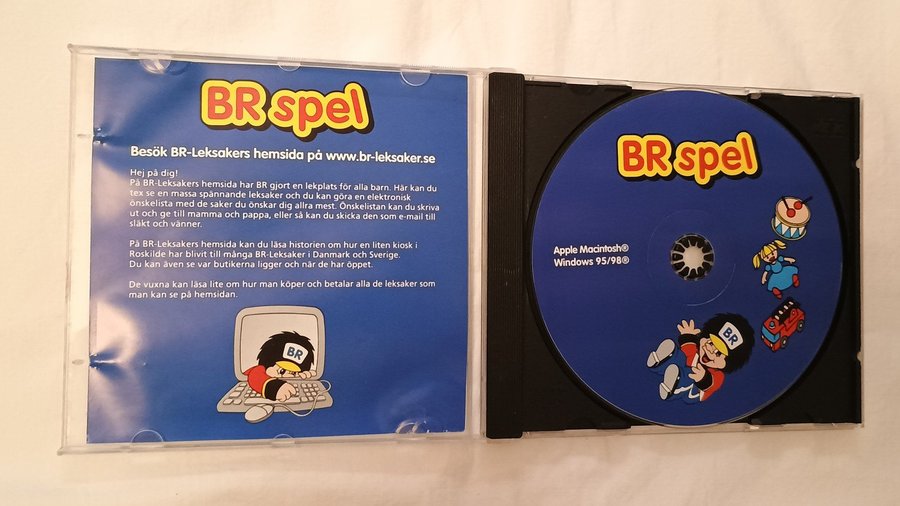 BR spel
Besök BR-Leksakers hemsida på www.br-leksaker.se
Hej på dig!
På BR-Leksakers hemsida har BR gjort en lekplats för alla barn. Här kan du
tex se en massa spännande leksaker och du kan göra en elektronisk
önskelista med de saker du önskar dig allra mest. Önskelistan kan du skriva
ut och ge till mamma och pappa, eller så kan du skicka den som e-mail till
släkt och vänner.
På BR-Leksakers hemsida kan du läsa historien om hur en liten kiosk i
Roskilde har blivit till många BR-Leksaker i Danmark och Sverige.
Du kan även se var butikerna ligger och när de har öppet.
De vuxna kan läsa lite om hur man köper och betalar alla de leksaker som
man kan se på hemsidan.
BR
BR spel
Apple Macintosh®
Windows 95/98®
BR